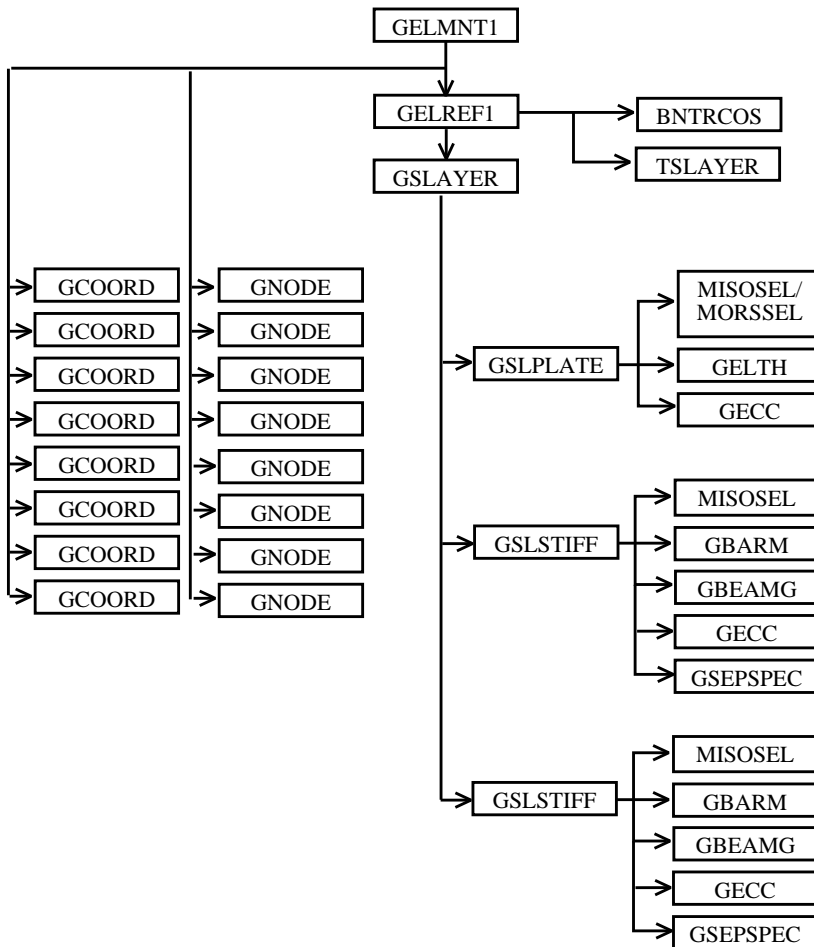 GELMNT1
GELREF1
BNTRCOS
GSLAYER
TSLAYER
GCOORD
GNODE
GCOORD
GNODE
GCOORD
GNODE
GCOORD
GNODE
GCOORD
GNODE
GCOORD
GNODE
GCOORD
GNODE
GCOORD
GNODE
GSLPLATE
MISOSEL/
MORSSEL
GELTH
GECC
GSLSTIFF
MISOSEL
GBARM
GBEAMG
GECC
GSEPSPEC
GSLSTIFF
MISOSEL
GBARM
GBEAMG
GECC
GSEPSPEC